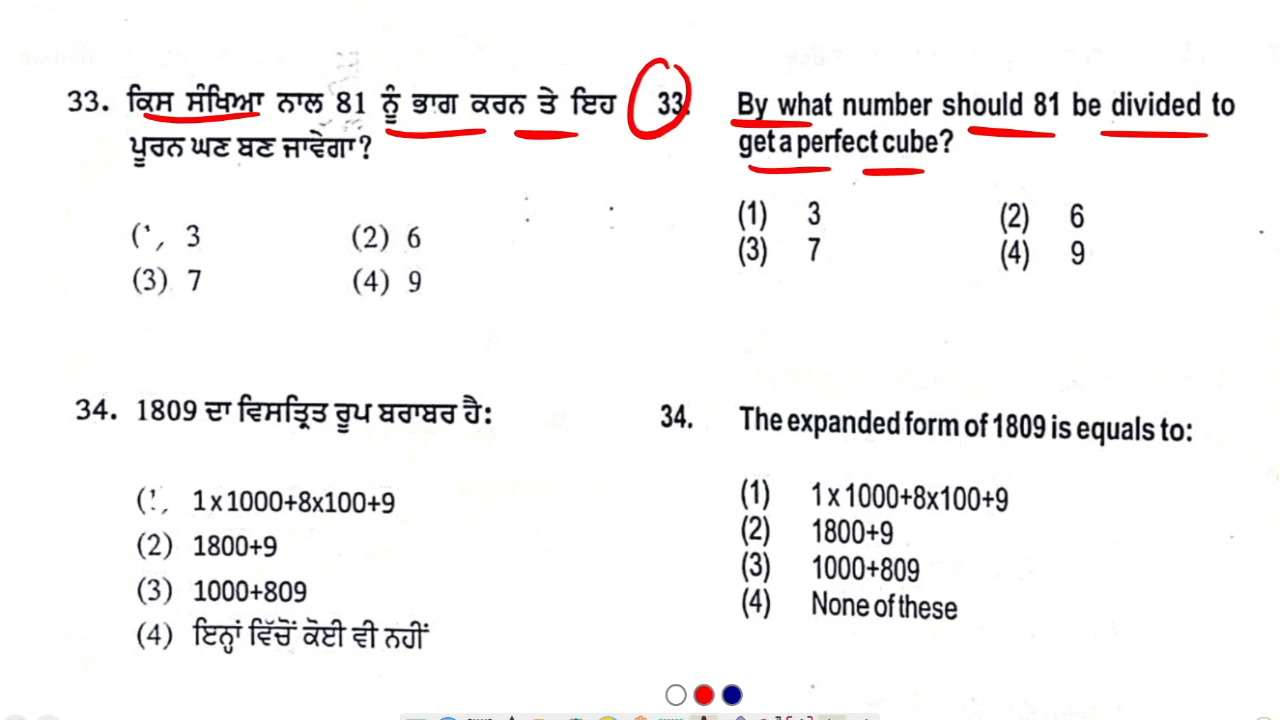 33. ਕਿਸ ਸੰਖਿਆ ਨਾਲ 81 ਨੂੰ ਭਾਗ ਕਰਨ ਤੇ ਇਹ
ਪੂਰਨ ਘਣ ਬਣ ਜਾਵੇਗਾ?
3
(2) 6
(3) 7
(4) 9
33. By what number should 81 be divided to
get a perfect cube?
(1) 3
(2) 6
(3) 7
(4) 9
34. 1809 ਦਾ ਵਿਸਤ੍ਰਿਤ ਰੂਪ ਬਰਾਬਰ ਹੈ:
1x1000+8x100+9
(2) 1800+9
(3) 1000+809
(4) ਇਨ੍ਹਾਂ ਵਿੱਚੋਂ ਕੋਈ ਵੀ ਨਹੀਂ
34. The expanded form of 1809 is equals to:
(1) 1x1000+8x100+9
(2) 1800+9
(3) 1000+809
(4) None of these